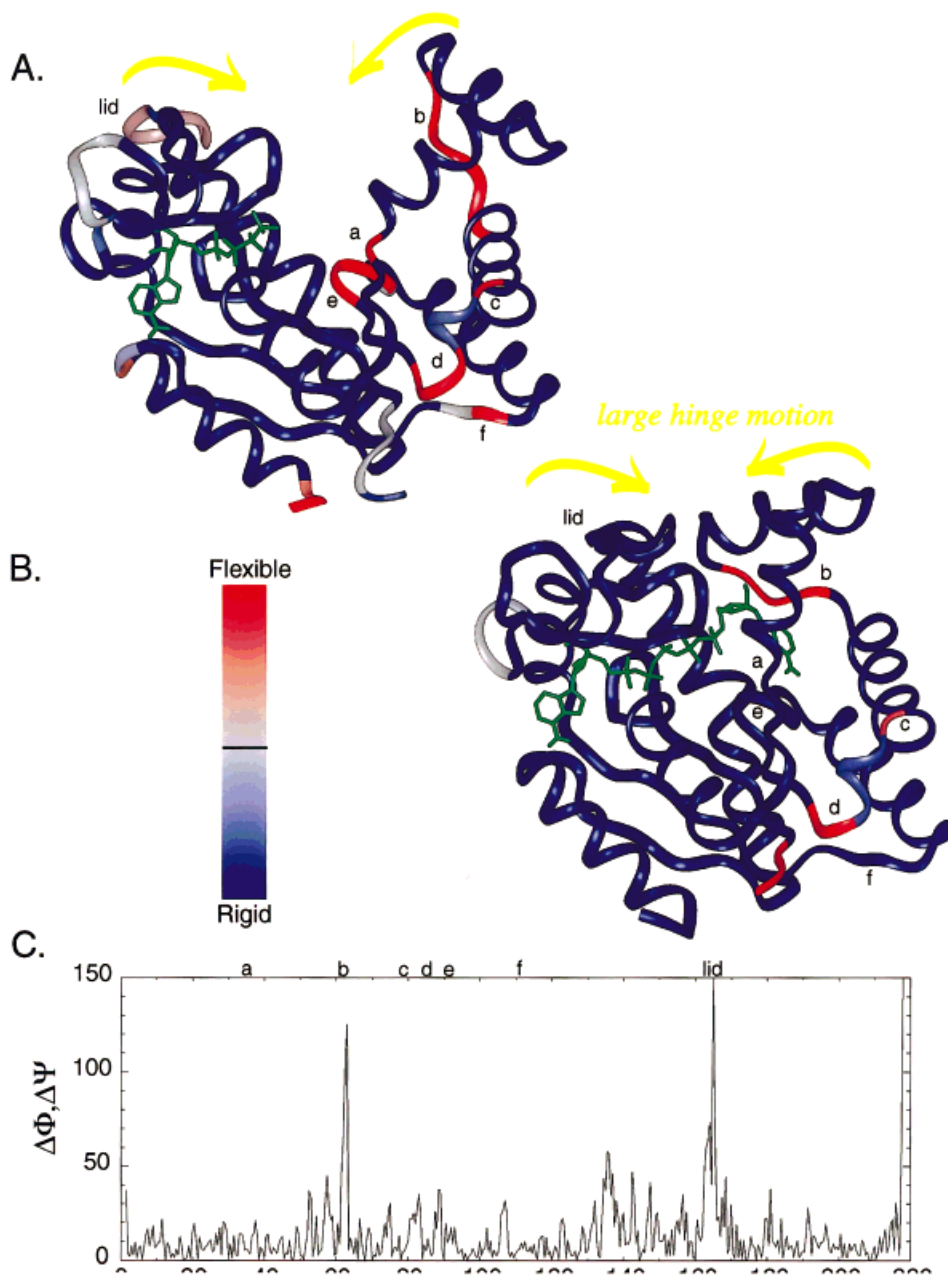 A.
lid
b
a
e
c
d
f
large hinge motion
lid
b
a
e
c
d
f
B.
Flexible
Rigid
C.
a b c d e f lid
150
100
50
0
ΔΦ,ΔΨ